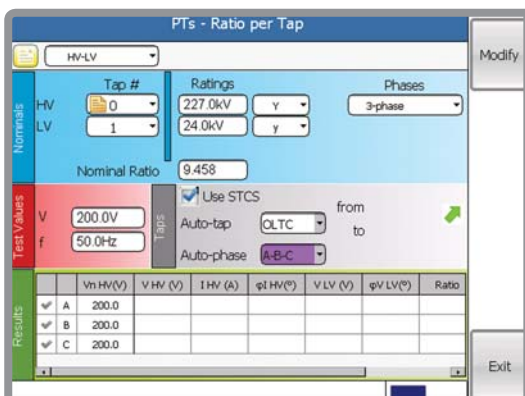 PTs - Ratio per Tap
Modify
HV-LV
Nominals
Tap #
Ratings
Phases
HV
0
227.0kV
Y
3-phase
LV
1
24.0kV
y
Nominal Ratio
9.458
Test Values
V
200.0V
f
50.0Hz
Taps
Use STCS
from
Auto-tap
OLTC
to
Auto-phase
A-B-C
Results
Vn HV(V) V HV (V) I HV (A) φI HV(º) V LV (V) φV LV(º) Ratio
A 200.0
B 200.0
C 200.0
Exit